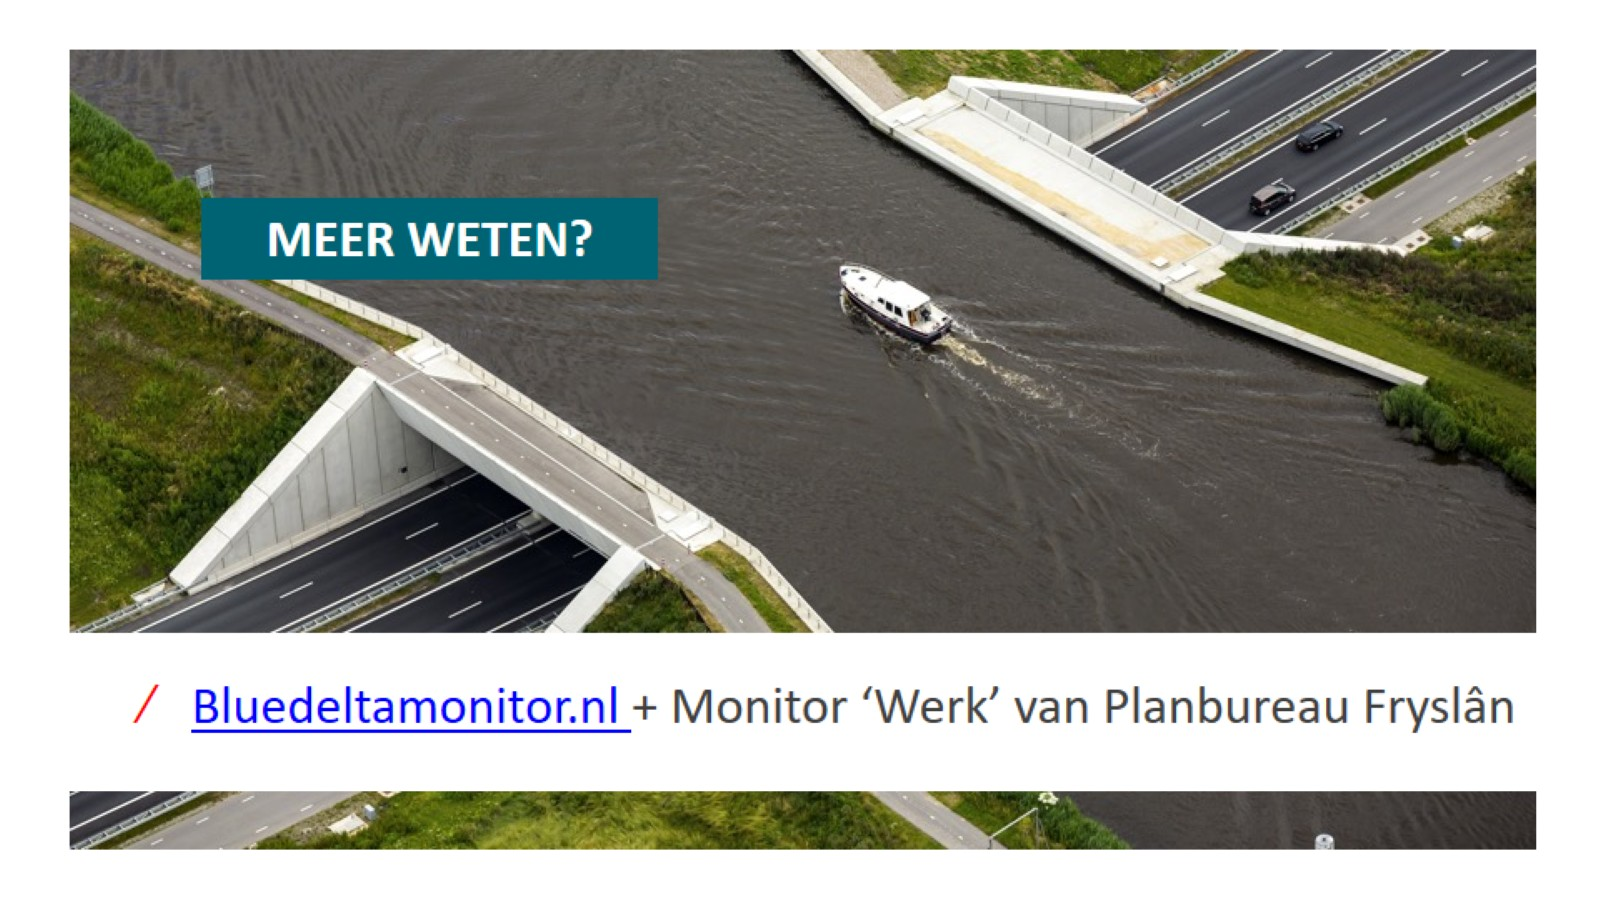 MEER WETEN?
/ Bluedeltamonitor.nl + Monitor ‘Werk’ van Planbureau Fryslân